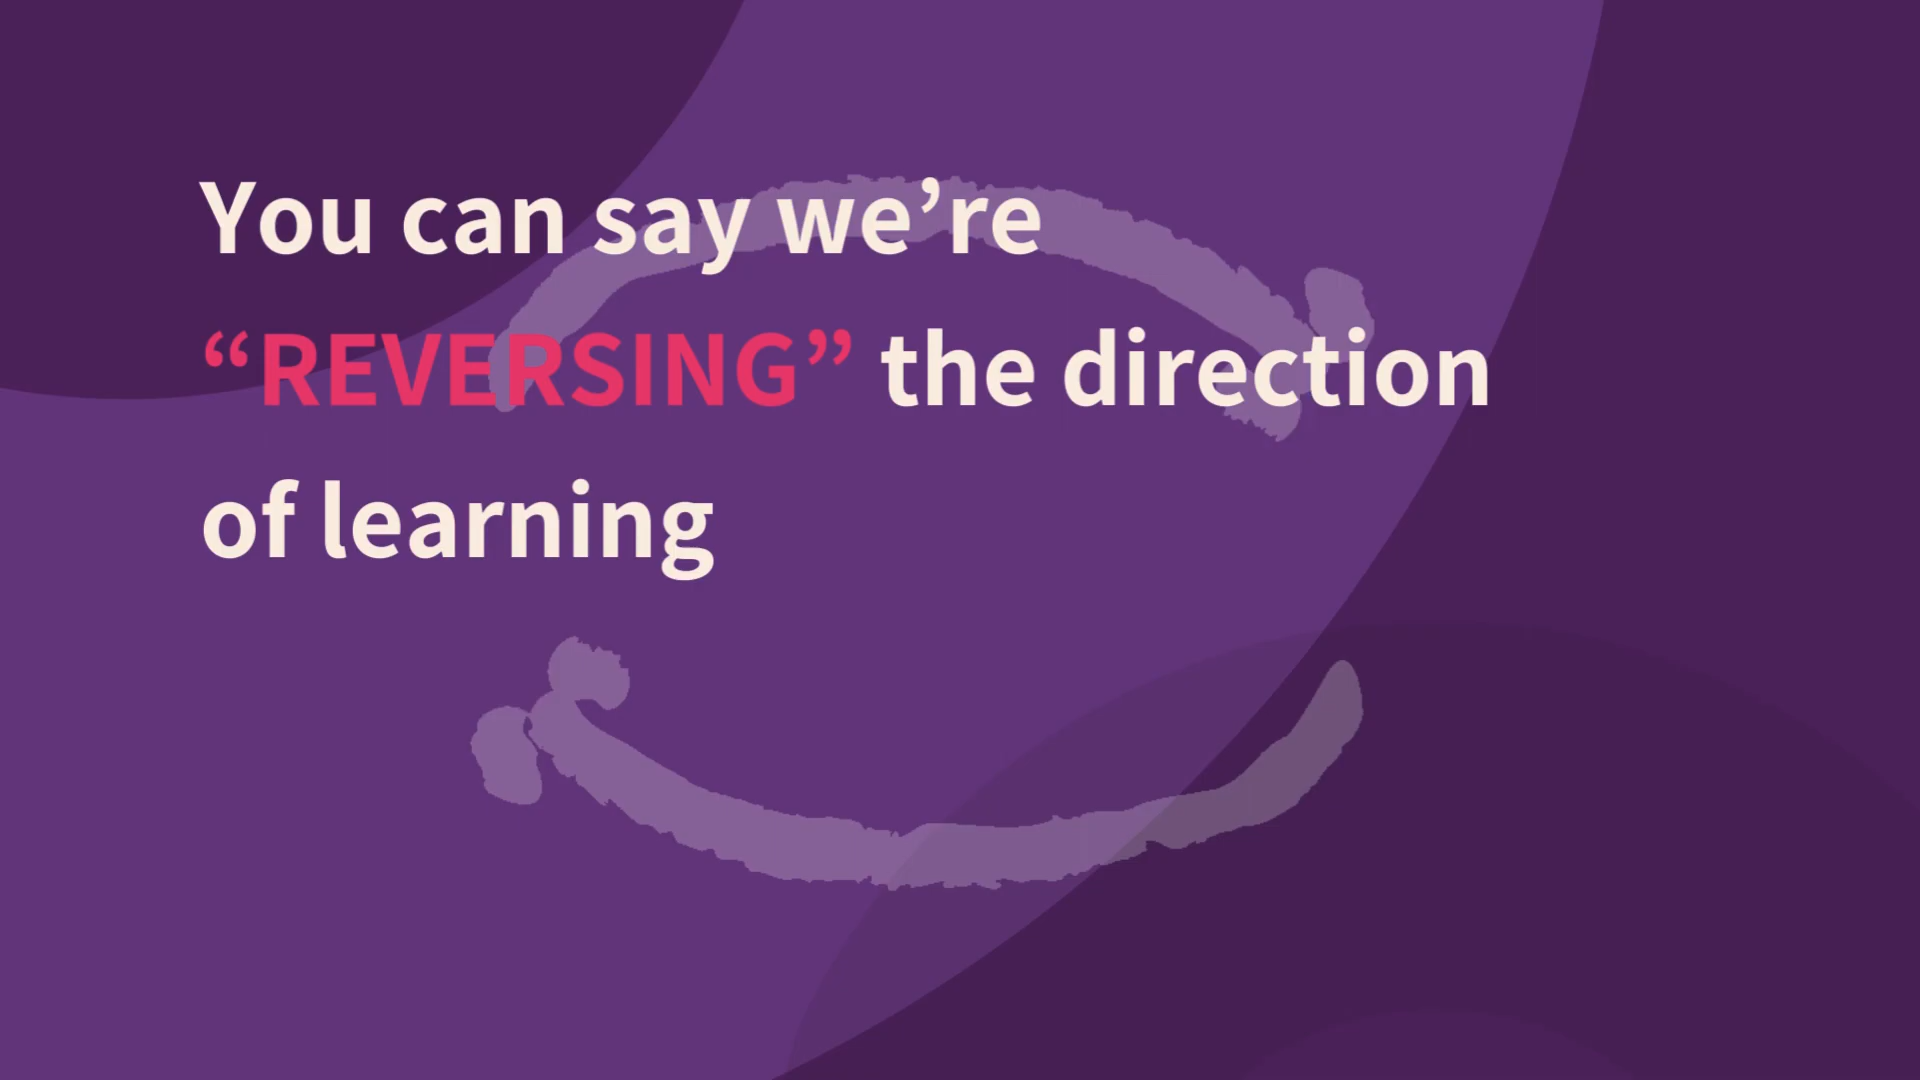 You can say we’re
“REVERSING” the direction
of learning